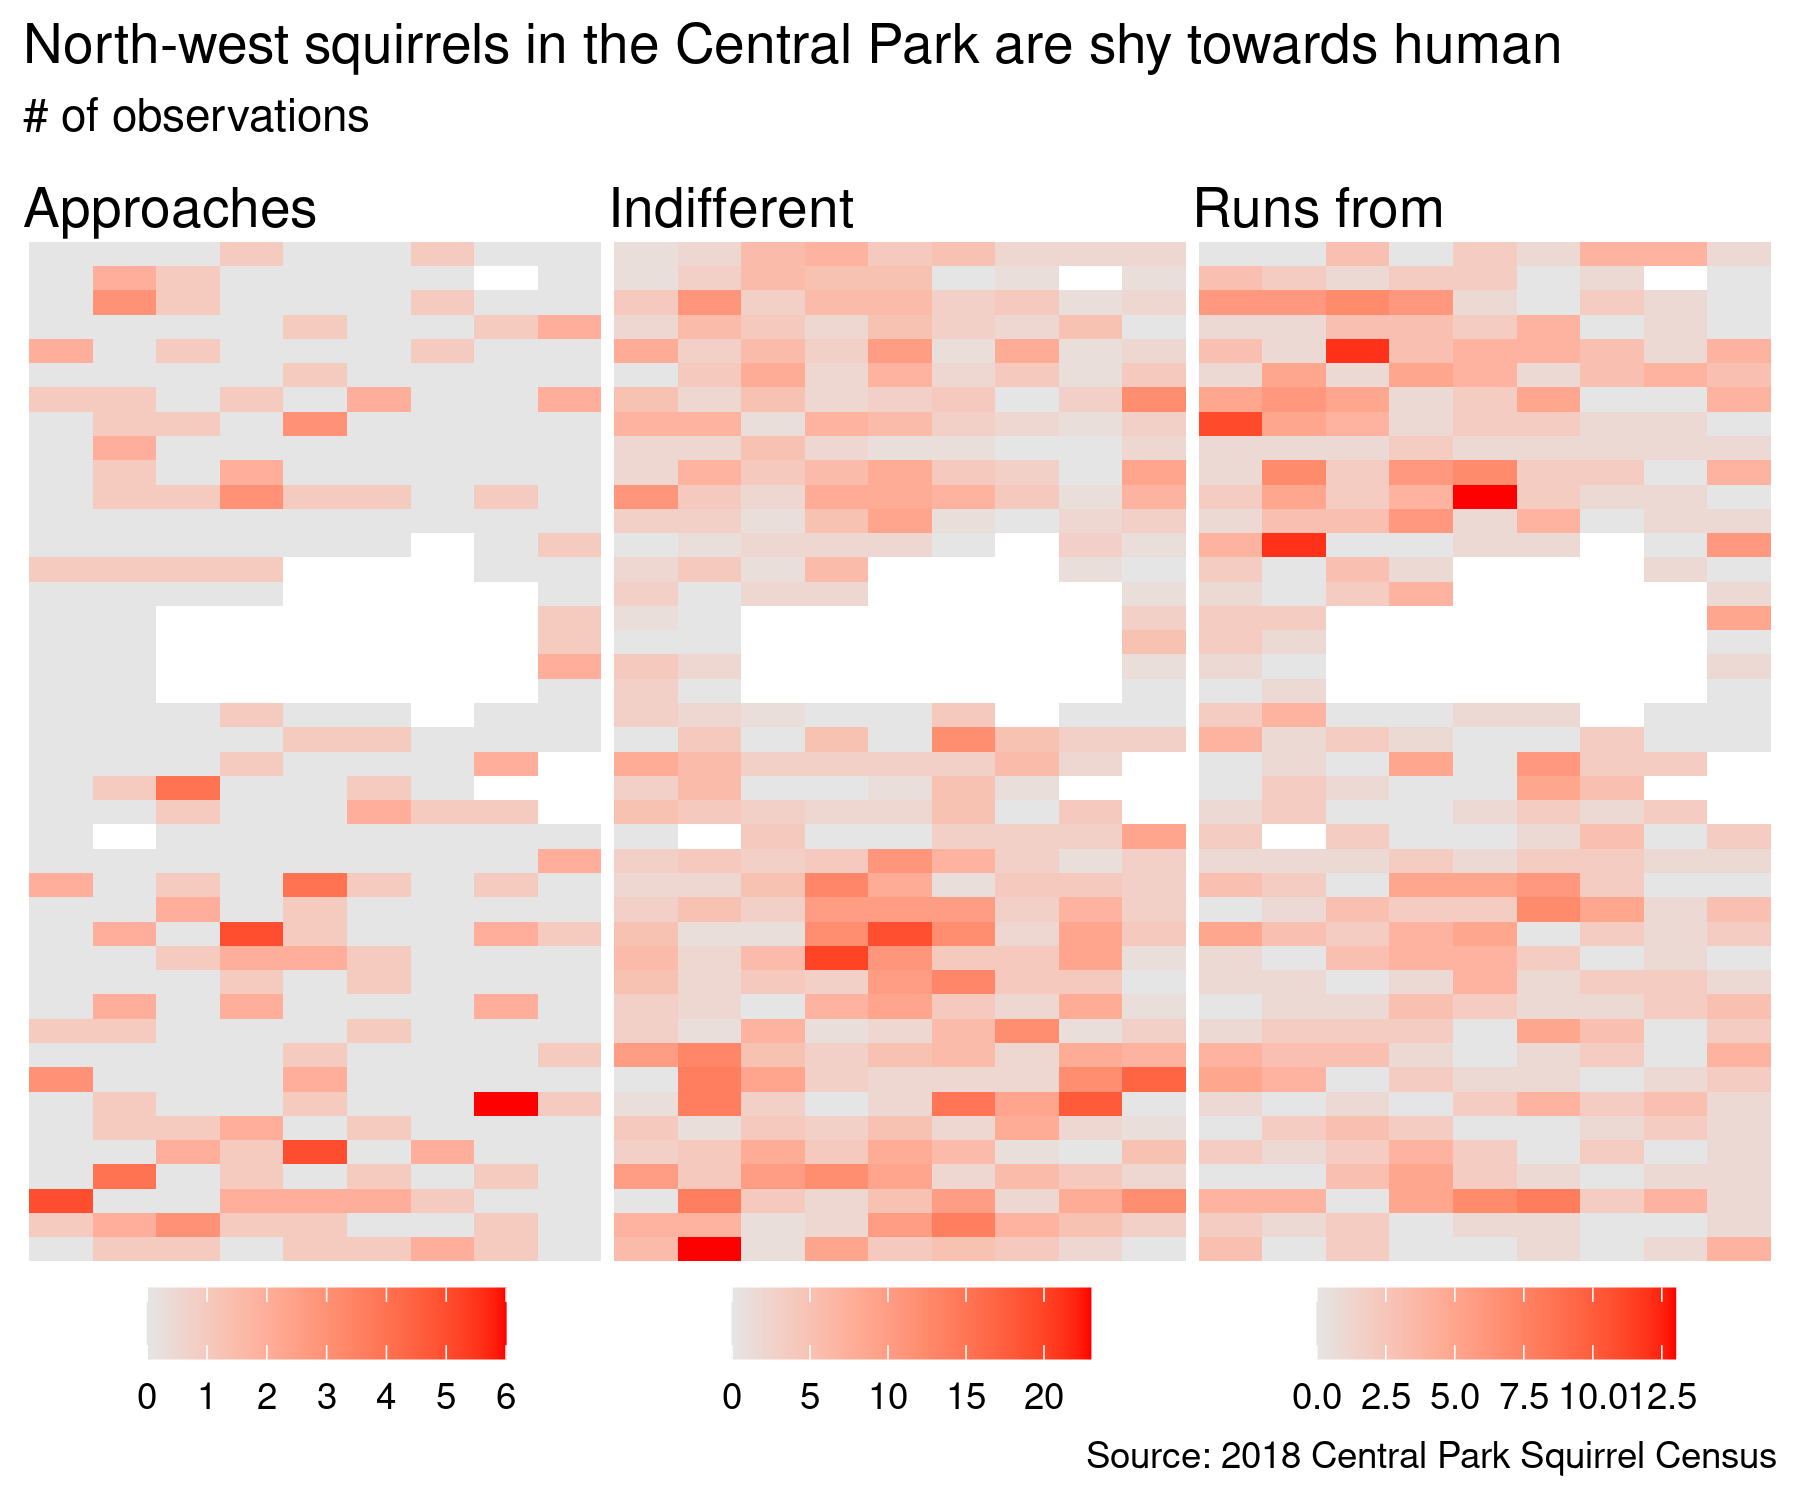 North-west squirrels in the Central Park are shy towards human
# of observations
Approaches
Indifferent
Runs from
0 1 2 3 4 5 6
0 5 10 15 20
0.0 2.5 5.0 7.5 10.0 12.5
Source: 2018 Central Park Squirrel Census